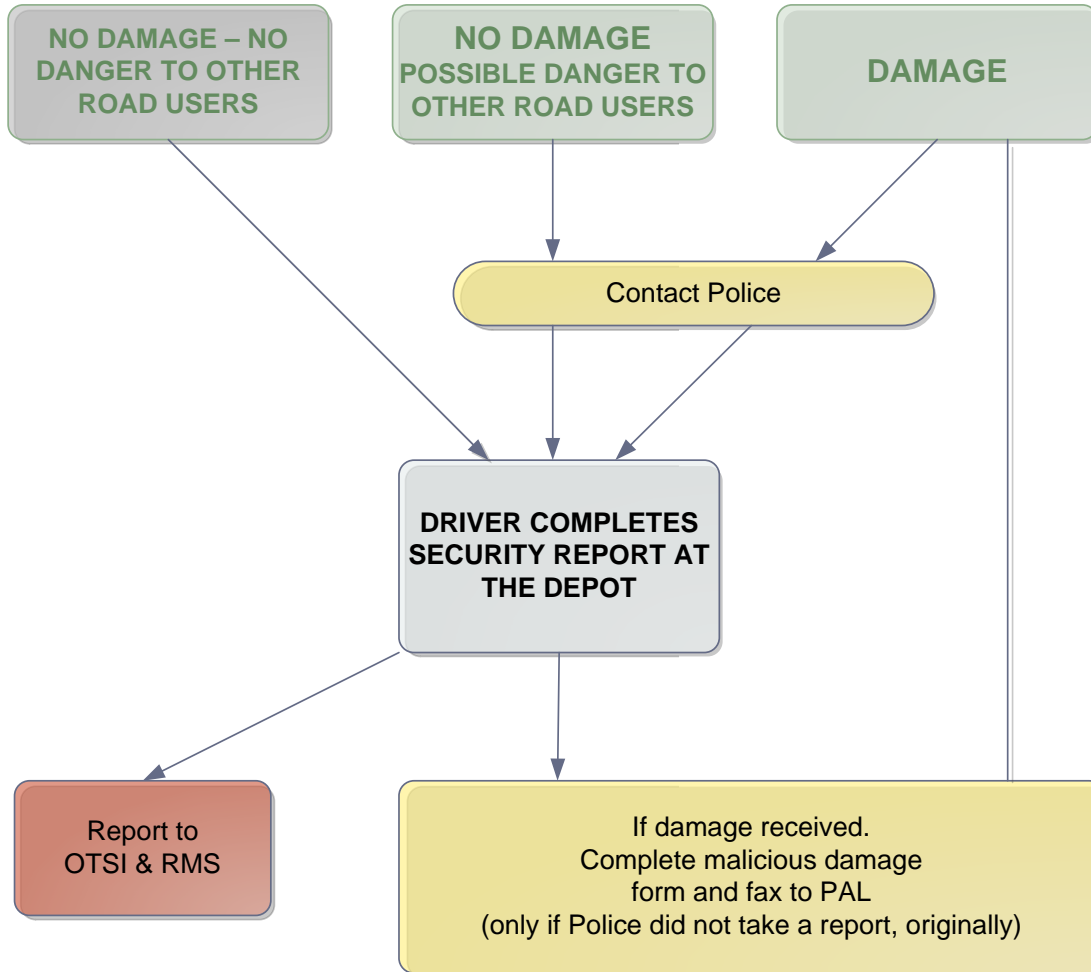 NO DAMAGE – NO
DANGER TO OTHER
ROAD USERS
NO DAMAGE
POSSIBLE DANGER TO
OTHER ROAD USERS
DAMAGE
Contact Police
DRIVER COMPLETES
SECURITY REPORT AT
THE DEPOT
Report to
OTSI & RMS
If damage received.
Complete malicious damage
form and fax to PAL
(only if Police did not take a report, originally)